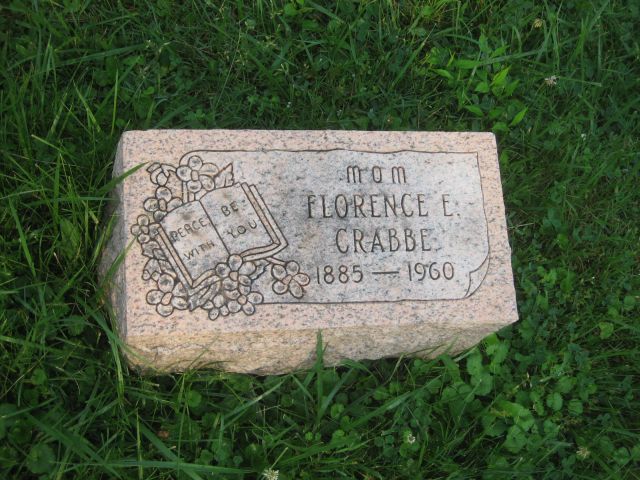 PEACE BE
WITH YOU
MOM
FLORENCE E.
CRABBE
1885 — 1960